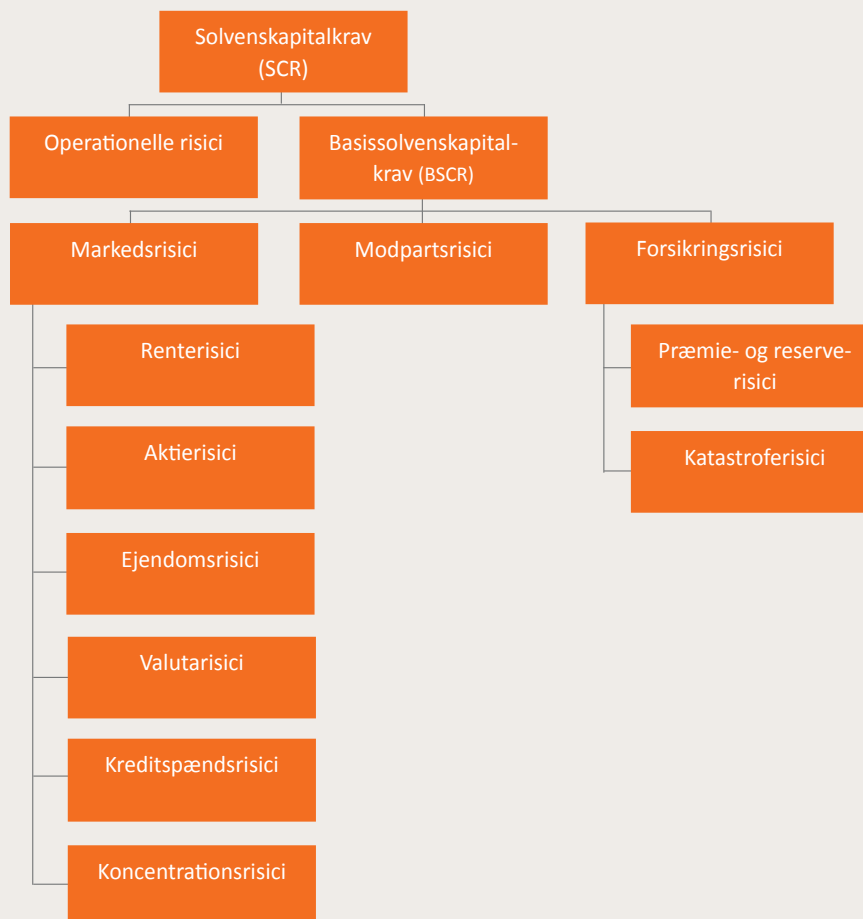 Solvenskapitalkrav
(SCR)
Operationelle risici
Basissolvenskapital-
krav (BSCR)
Markedsrisici
Modpartsrisici
Forsikringsrisici
Renterisici
Aktierisici
Ejendomsrisici
Valutarisici
Kreditspændsrisici
Koncentrationsrisici
Præmie- og reserve-
risici
Katastroferisici